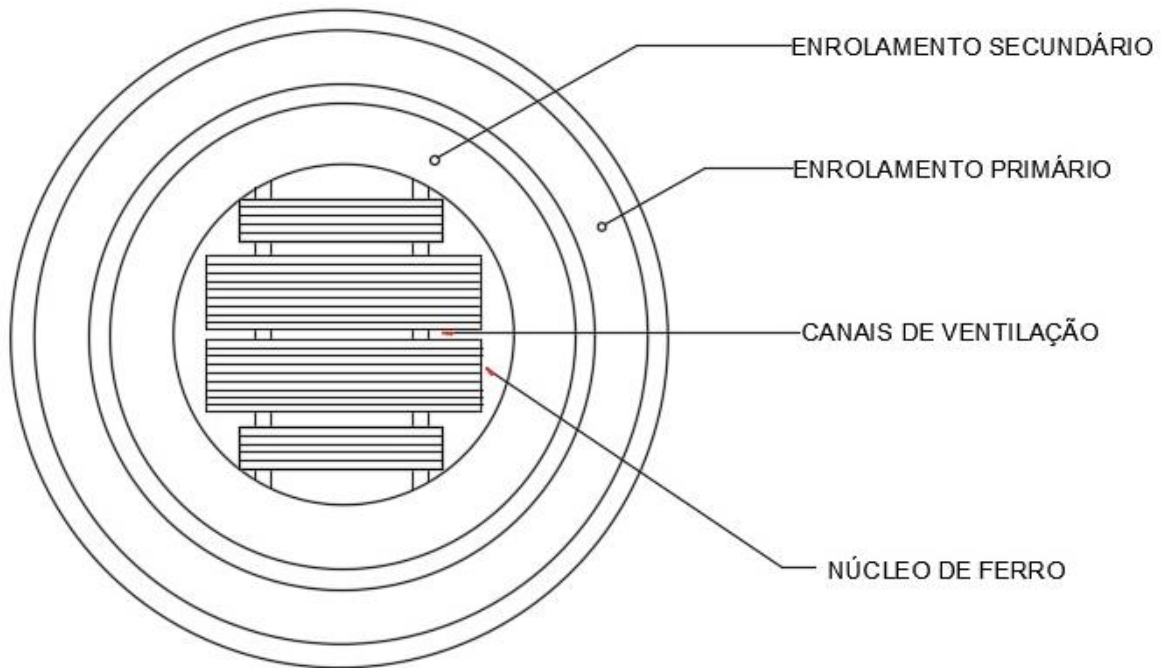 ENROLAMENTO SECUNDÁRIO
ENROLAMENTO PRIMÁRIO
CANAIS DE VENTILAÇÃO
NÚCLEO DE FERRO